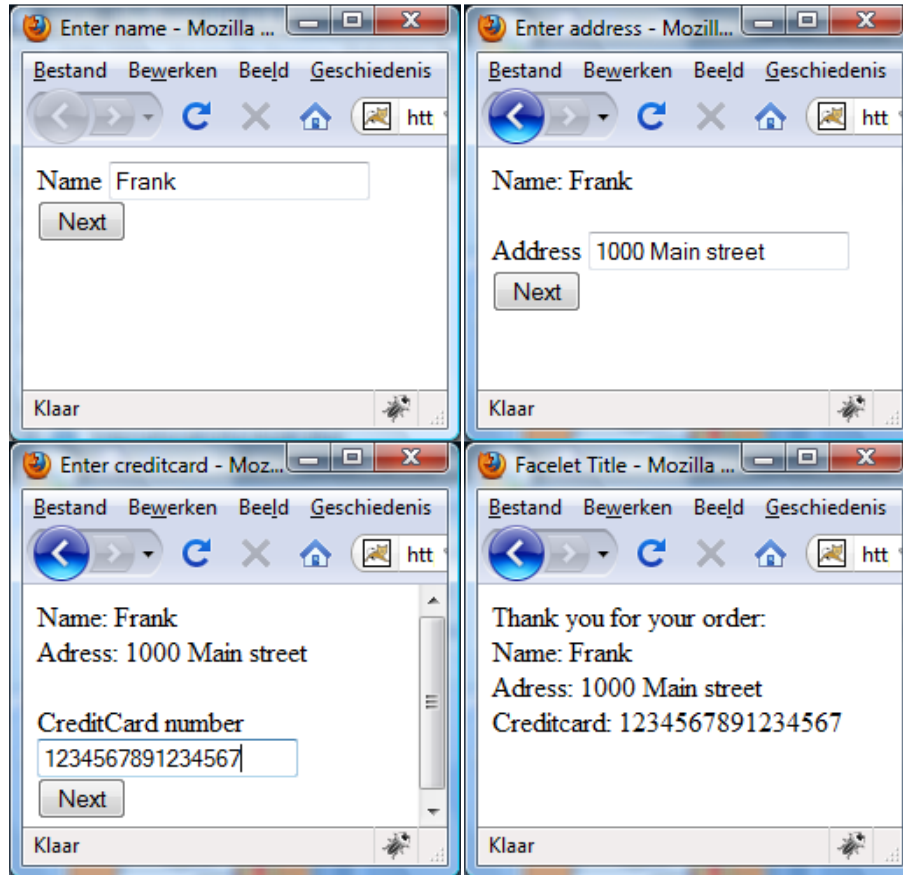 Enter name - Mozilla ...
Bestand Bewerken Beeld Geschiedenis
htt
Name Frank
Next
Klaar
Enter address - Mozill...
Bestand Bewerken Beeld Geschiedenis
htt
Name: Frank
Address 1000 Main street
Next
Klaar
Enter creditcard - Moz...
Bestand Bewerken Beeld Geschiedenis
htt
Name: Frank
Adress: 1000 Main street
CreditCard number
1234567891234567
Next
Klaar
Facelet Title - Mozilla ...
Bestand Bewerken Beeld Geschiedenis
htt
Thank you for your order:
Name: Frank
Adress: 1000 Main street
Creditcard: 1234567891234567
Klaar